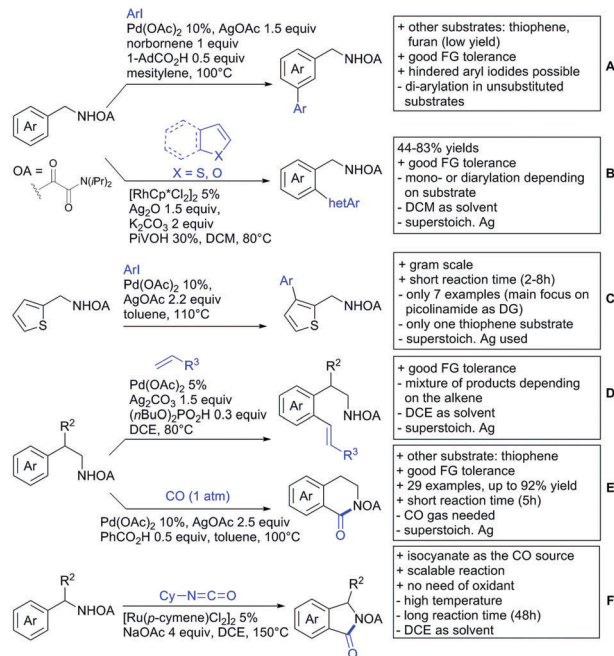 ArI
Pd(OAc)2 10%, AgOAc 1.5 equiv
norbornene 1 equiv
1-AdCO2H 0.5 equiv
mesitylene, 100°C
Ar
NHOA
Ar
NHOA
Ar
+ other substrates: thiophene,
furan (low yield)
+ good FG tolerance
+ hindered aryl iodides possible
- di-arylation in unsubstituted
substrates
A
OA =
O
O
N(iPr)2
X
X = S, O
[RhCp*Cl2]2 5%
Ag2O 1.5 equiv,
K2CO3 2 equiv
PiVOH 30%, DCM, 80°C
Ar
NHOA
hetAr
44-83% yields
+ good FG tolerance
- mono- or diarylation depending
on substrate
- DCM as solvent
- superstoich. Ag
B
S
NHOA
ArI
Pd(OAc)2 10%,
AgOAc 2.2 equiv
toluene, 110°C
Ar
S
NHOA
+ gram scale
+ short reaction time (2-8h)
- only 7 examples (main focus on
picolinamide as DG)
- only one thiophene substrate
- superstoich. Ag used
C
R3
Pd(OAc)2 5%
Ag2CO3 1.5 equiv
(nBuO)2PO2H 0.3 equiv
DCE, 80°C
R2
Ar
NHOA
R2
Ar
NHOA
R3
+ good FG tolerance
- mixture of products depending
on the alkene
- DCE as solvent
- superstoich. Ag
D
CO (1 atm)
Pd(OAc)2 10%, AgOAc 2.5 equiv
PhCO2H 0.5 equiv, toluene, 100°C
Ar
N
OA
O
+ other substrate: thiophene
+ good FG tolerance
+ 29 examples, up to 92% yield
+ short reaction time (5h)
- CO gas needed
- superstoich. Ag
E
R2
Ar
NHOA
Cy–N=C=O
[Ru(p-cymene)Cl2]2 5%
NaOAc 4 equiv, DCE, 150°C
R2
Ar
N–OA
O
+ isocyanate as the CO source
+ scalable reaction
+ no need of oxidant
- high temperature
- long reaction time (48h)
- DCE as solvent
F